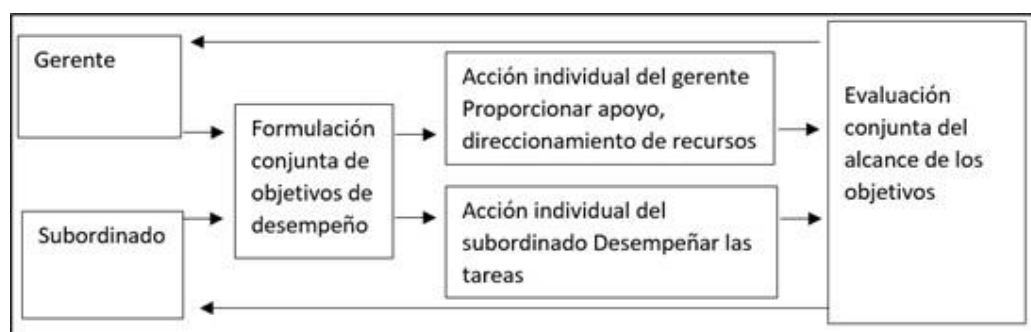 Gerente
Subordinado
Formulación
conjunta de
objetivos de
desempeño
Acción individual del gerente
Proporcionar apoyo,
direccionamiento de recursos
Acción individual del
subordinado Desempeñar las
tareas
Evaluación
conjunta del
alcance de los
objetivos